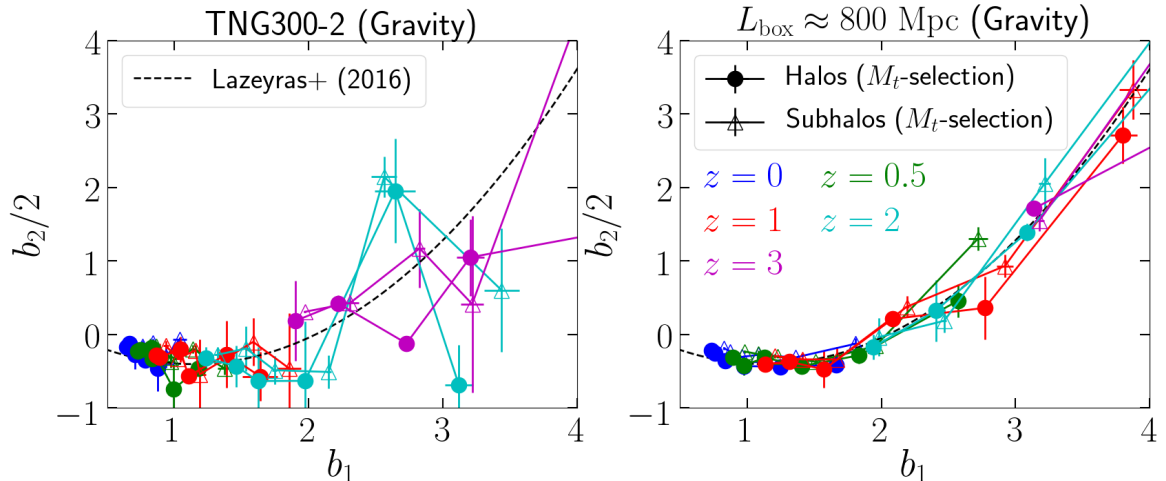 TNG300-2 (Gravity)
4
3
2
1
0
−1
b₂/2
1
2
3
4
b₁
Lazeyras+ (2016)
L_box ≈ 800 Mpc (Gravity)
4
3
2
1
0
−1
b₂/2
1
2
3
4
b₁
Halos (M_t-selection)
Subhalos (M_t-selection)
z = 0 z = 0.5
z = 1 z = 2
z = 3